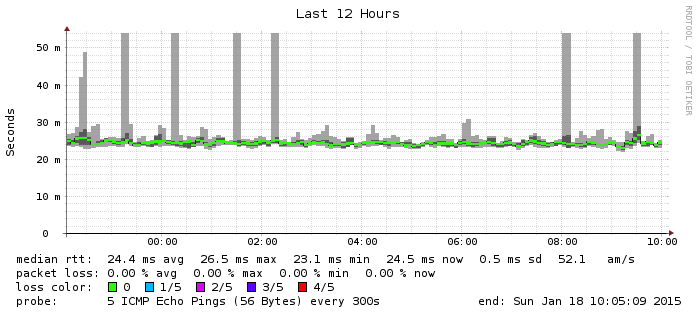 Last 12 Hours
RRDTOOL / TOBI OETIKER
Seconds
50 m
40 m
30 m
20 m
10 m
0
00:00 02:00 04:00 06:00 08:00 10:00
median rtt: 24.4 ms avg 26.5 ms max 23.1 ms min 24.5 ms now 0.5 ms sd 52.1 am/s
packet loss: 0.00 % avg 0.00 % max 0.00 % min 0.00 % now
loss color: 0 1/5 2/5 3/5 4/5
probe: 5 ICMP Echo Pings (56 Bytes) every 300s end: Sun Jan 18 10:05:09 2015